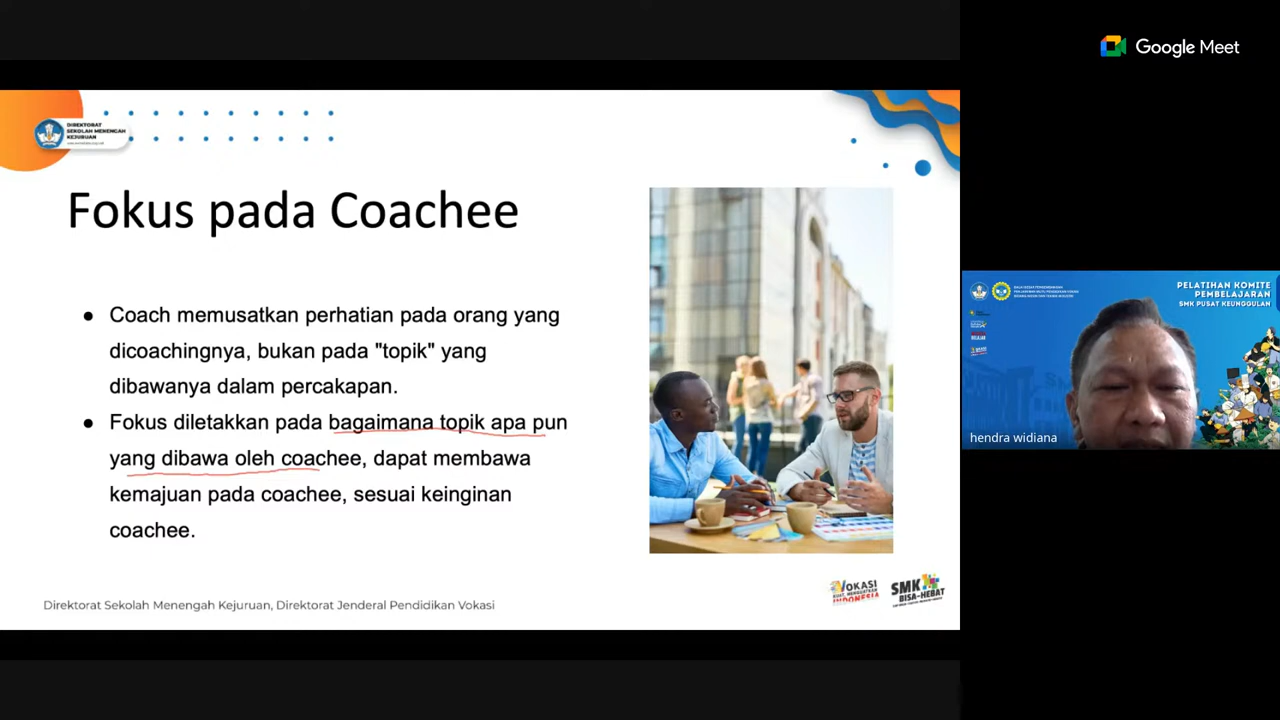 Google Meet
DIREKTORAT
SEKOLAH MENENGAH
KEJURUAN
Fokus pada Coachee
● Coach memusatkan perhatian pada orang yang
dicoachingnya, bukan pada "topik" yang
dibawanya dalam percakapan.
● Fokus diletakkan pada bagaimana topik apa pun
yang dibawa oleh coachee, dapat membawa
kemajuan pada coachee, sesuai keinginan
coachee.
Direktorat Sekolah Menengah Kejuruan, Direktorat Jenderal Pendidikan Vokasi
VOKASI
INDONESIA
SMK
BISA-HEBAT
PELATIHAN KOMITE
PEMBELAJARAN
SMK PUSAT KEUNGGULAN
hendra widiana